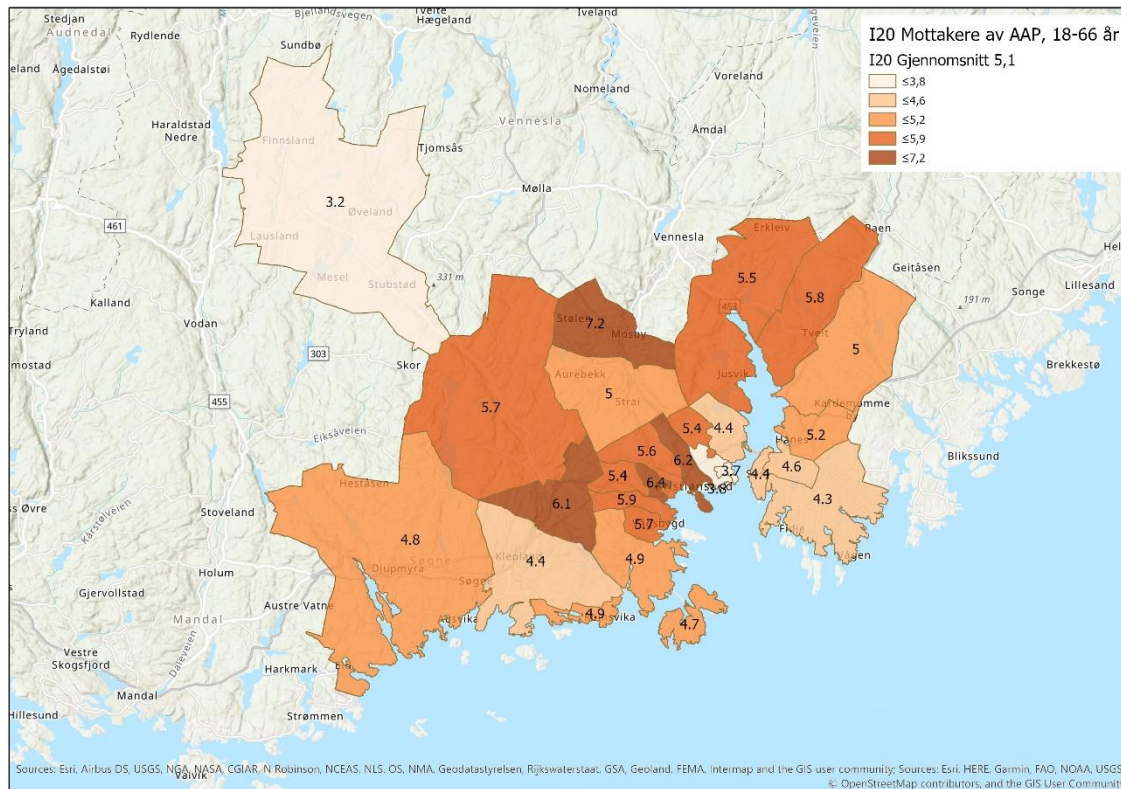 I20 Mottakere av AAP, 18-66 år
I20 Gjennomsnitt 5,1
≤3,8
≤4,6
≤5,2
≤5,9
≤7,2
Stedjan
Audnedal
Rydlende
Ågedalstøl
Bjellandsvegen
Sundbø
Tveite
Hægeland
Iveland
Nomeland
Voreland
Vennesla
Åmdal
Haraldstad
Nedre
Finnsland
Tjomsås
3.2
Øveland
Mølla
461
Lausland
Mesel
Stubstad
331 m
Vennesla
Erkleiv
Geitåsen
191 m
Songe
Lillesand
Kalland
Vodan
Tryland
303
Skor
455
Eiksåveien
5.5
453
5.8
Tveit
5
Stølen
7.2
Mosby
Brekkestø
Aurebekk
5
Strai
Jusvik
5.7
5.4
4.4
5.2
Blikssund
Hånes
4.6
4.4
4.3
5.6
6.2
3.7
3.8
5.4
6.4
5.9
5.7
6.1
Heståsen
Stoveland
Kårstølveien
4.8
Søgne
Djupmyra
Klepland
4.4
Søgne
4.9
4.9
4.7
Flekke
Vågen
Holum
Gjervollstad
Mandal
Daleveien
Austre Vatne
Vestre
Skogsfjord
Harkmark
Mandal
Strømmen
Hillesund
Valvik
Sources: Esri, Airbus DS, USGS, NGA, NASA, CGIAR, N Robinson, NCEAS, NLS, OS, NMA, Geodatastyrelsen, Rijkswaterstaat, GSA, Geoland, FEMA, Intermap and the GIS user community; Sources: Esri, HERE, Garmin, FAO, NOAA, USGS
© OpenStreetMap contributors, and the GIS User Community